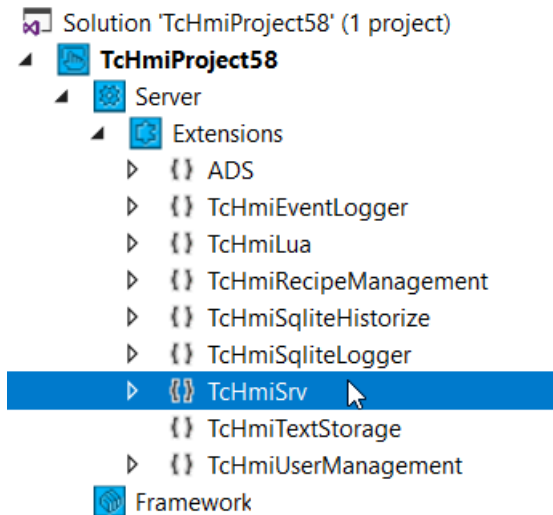 Solution 'TcHmiProject58' (1 project)
TcHmiProject58
Server
Extensions
ADS
TcHmiEventLogger
TcHmiLua
TcHmiRecipeManagement
TcHmiSqliteHistorize
TcHmiSqliteLogger
TcHmiSrv
TcHmiTextStorage
TcHmiUserManagement
Framework